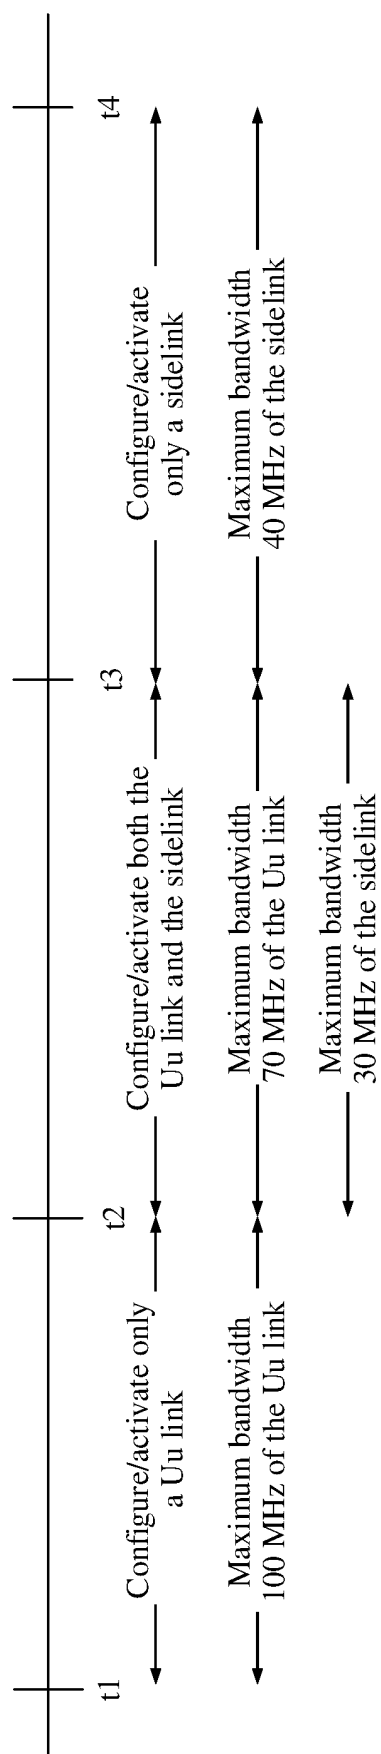 t1
t2
t3
t4
Configure/activate only
a Uu link
Configure/activate both the
Uu link and the sidelink
Configure/activate
only a sidelink
Maximum bandwidth
100 MHz of the Uu link
Maximum bandwidth
70 MHz of the Uu link
Maximum bandwidth
40 MHz of the sidelink
Maximum bandwidth
30 MHz of the sidelink